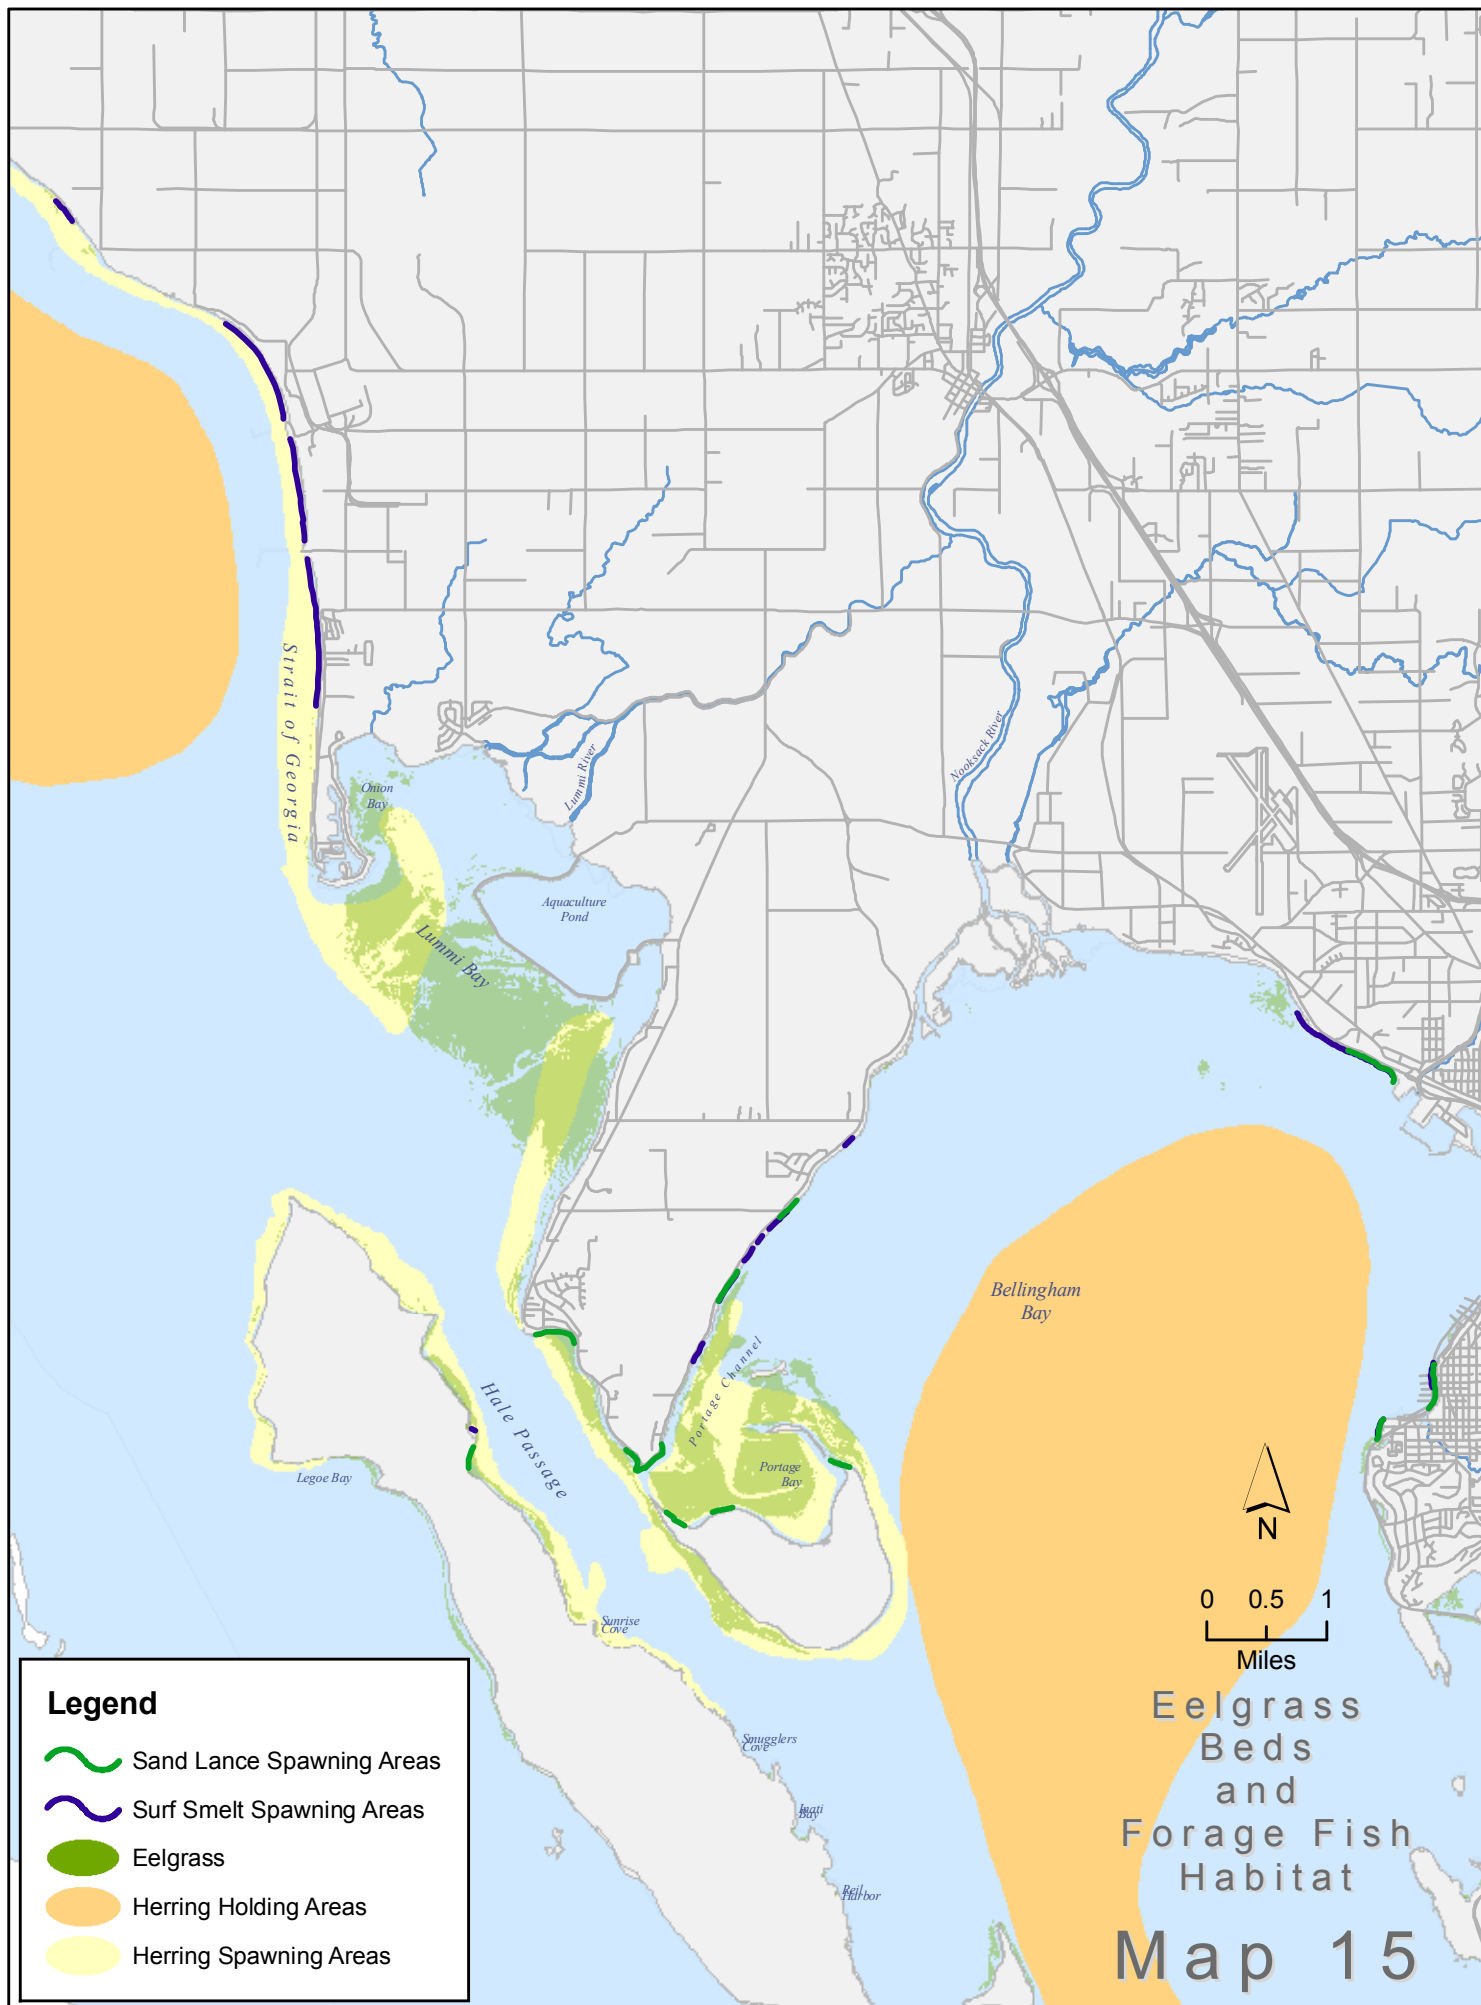 Strait of Georgia
Onion
Bay
Lummi River
Nooksack River
Aquaculture
Pond
Lummi Bay
Bellingham
Bay
Portage Channel
Hale Passage
Portage
Bay
Legoe Bay
N
0 0.5 1
Miles
Sunrise
Cove
Smugglers
Cove
Inati
Bay
Reil
Harbor
Legend
Sand Lance Spawning Areas
Surf Smelt Spawning Areas
Eelgrass
Herring Holding Areas
Herring Spawning Areas
Eelgrass
Beds
and
Forage Fish
Habitat
Map 15